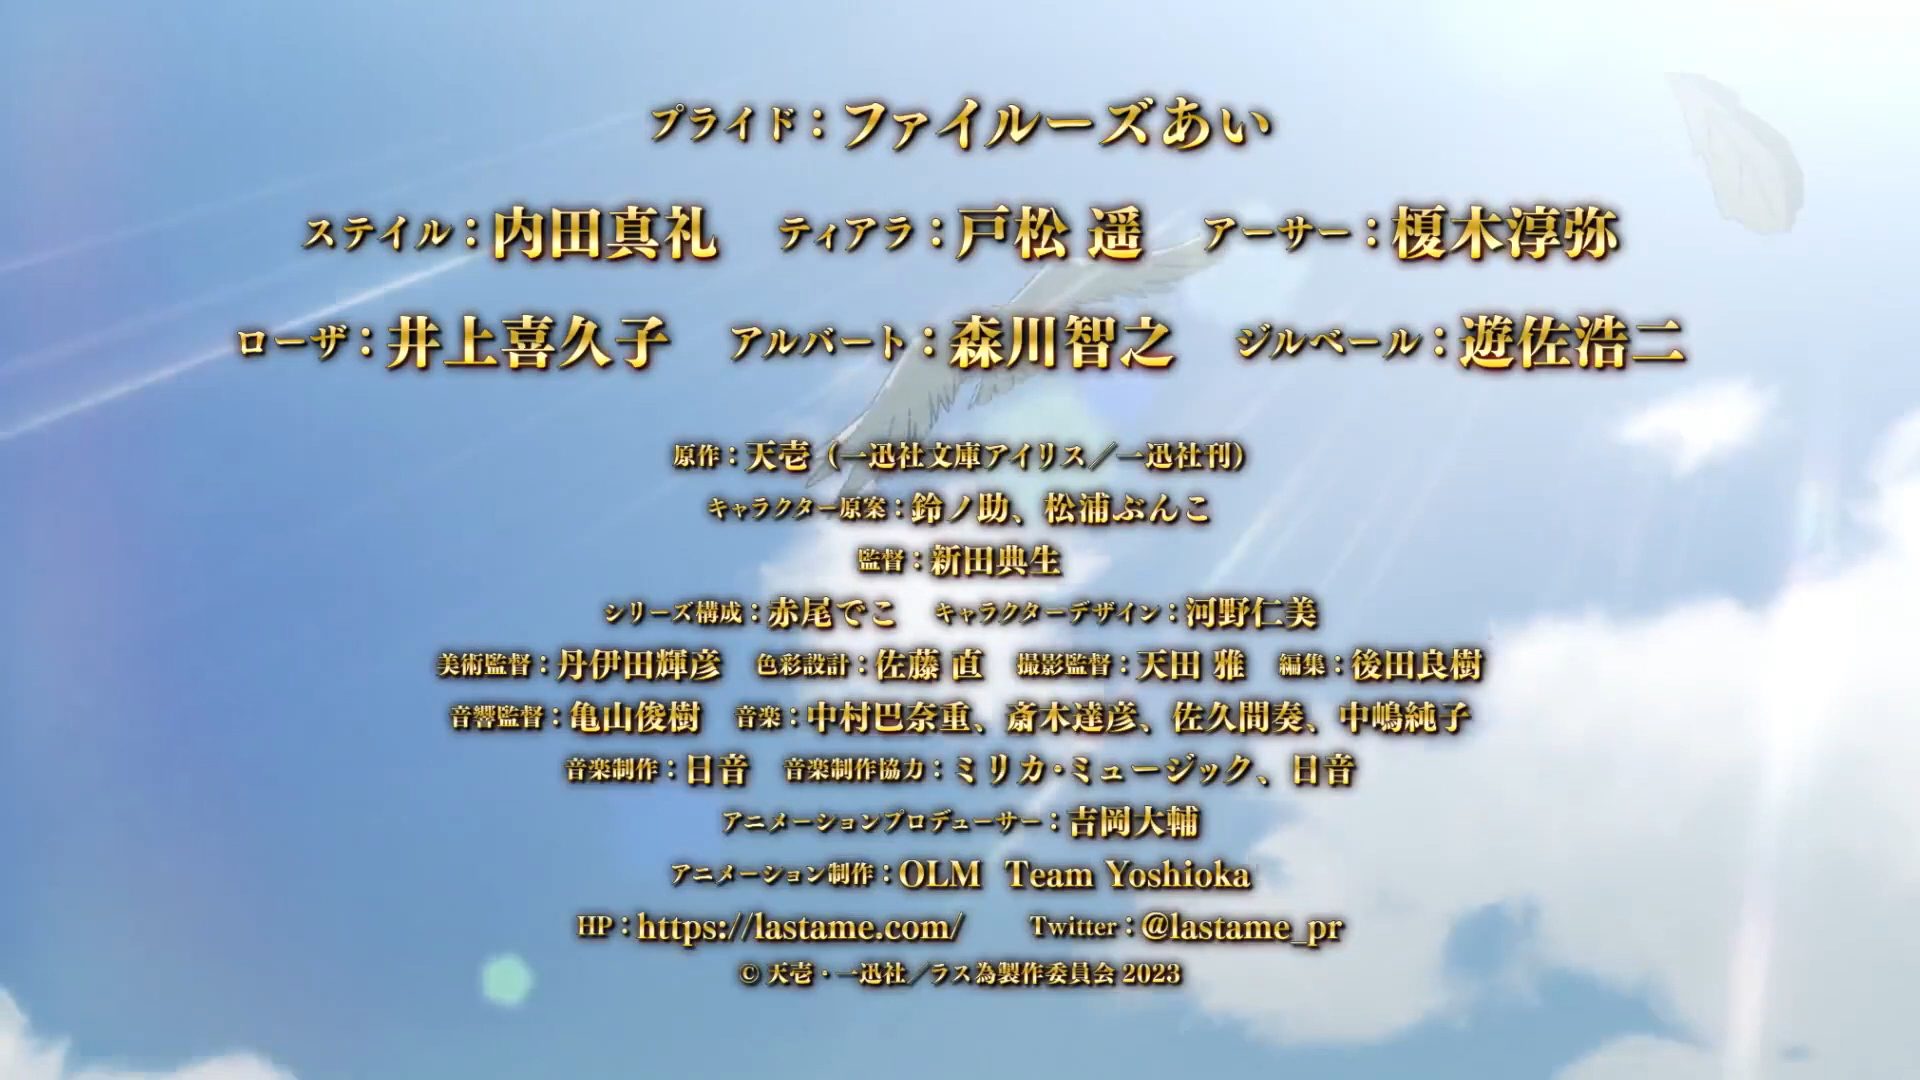 プライド：ファイルーズあい
ステイル：内田真礼　ティアラ：戸松 遥　アーサー：榎木淳弥
ローザ：井上喜久子　アルバート：森川智之　ジルベール：遊佐浩二
原作：天壱（一迅社文庫アイリス／一迅社刊）
キャラクター原案：鈴ノ助、松浦ぶんこ
監督：新田典生
シリーズ構成：赤尾でこ　キャラクターデザイン：河野仁美
美術監督：丹伊田輝彦　色彩設計：佐藤 直　撮影監督：天田 雅　編集：後田良樹
音響監督：亀山俊樹　音楽：中村巴奈重、斎木達彦、佐久間奏、中嶋純子
音楽制作：日音　音楽制作協力：ミリカ・ミュージック、日音
アニメーションプロデューサー：吉岡大輔
アニメーション制作：OLM Team Yoshioka
HP：https://lastame.com/　Twitter：@lastame_pr
© 天壱・一迅社／ラス為製作委員会 2023